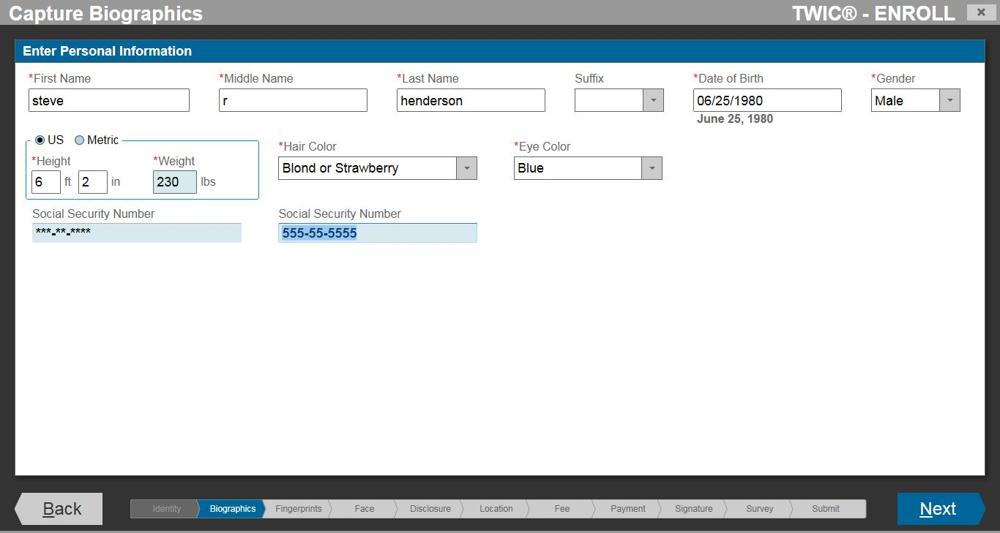 Capture Biographics TWIC® - ENROLL
Enter Personal Information
*First Name *Middle Name *Last Name Suffix *Date of Birth *Gender
steve r henderson 06/25/1980 Male
June 25, 1980
US Metric
*Hair Color *Eye Color
*Height *Weight
Blond or Strawberry Blue
6 ft 2 in 230 lbs
Social Security Number Social Security Number
***-**-**** 555-55-5555
Back Identity Biographics Fingerprints Face Disclosure Location Fee Payment Signature Survey Submit Next